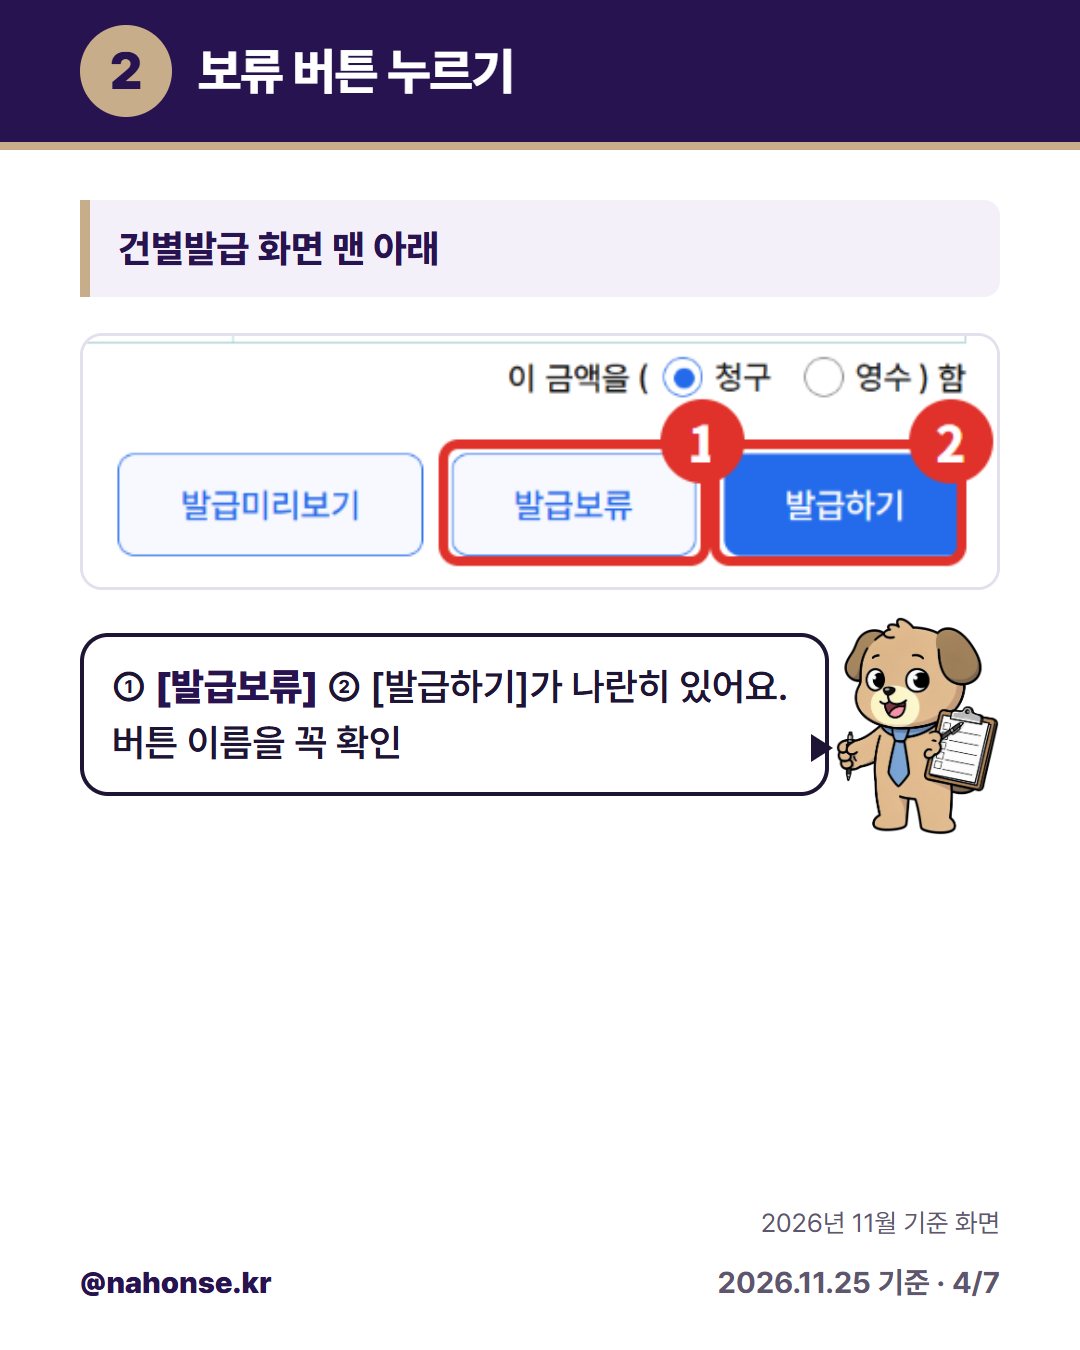 2 보류 버튼 누르기
건별발급 화면 맨 아래
이 금액을 ( 청구 영수 ) 함
1 2
발급미리보기 발급보류 발급하기
① [발급보류] ② [발급하기]가 나란히 있어요.
버튼 이름을 꼭 확인
2026년 11월 기준 화면
@nahonse.kr 2026.11.25 기준 · 4/7